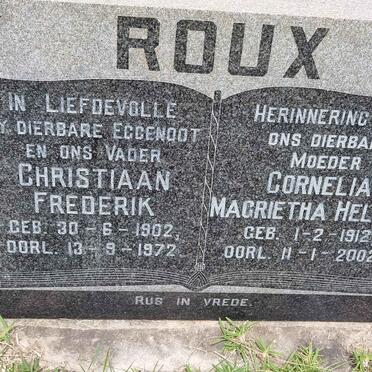 ROUX
IN LIEFDEVOLLE
Y DIERBARE EGGENOOT
EN ONS VADER
CHRISTIAAN
FREDERIK
GEB. 30-6-1902
OORL. 13-9-1972
HERINNERING
ONS DIERBA
MOEDER
CORNELIA
MAGRIETHA HEL
GEB. 1-2-1912
OORL. 11-1-2002
RUS IN VREDE.